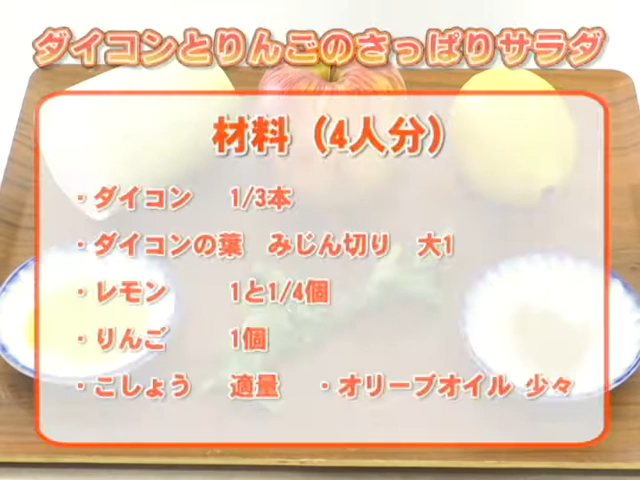 ダイコンとりんごのさっぱりサラダ
材料（4人分）
・ダイコン　1/3本
・ダイコンの葉　みじん切り　大1
・レモン　1と1/4個
・りんご　1個
・こしょう　適量　・オリーブオイル 少々